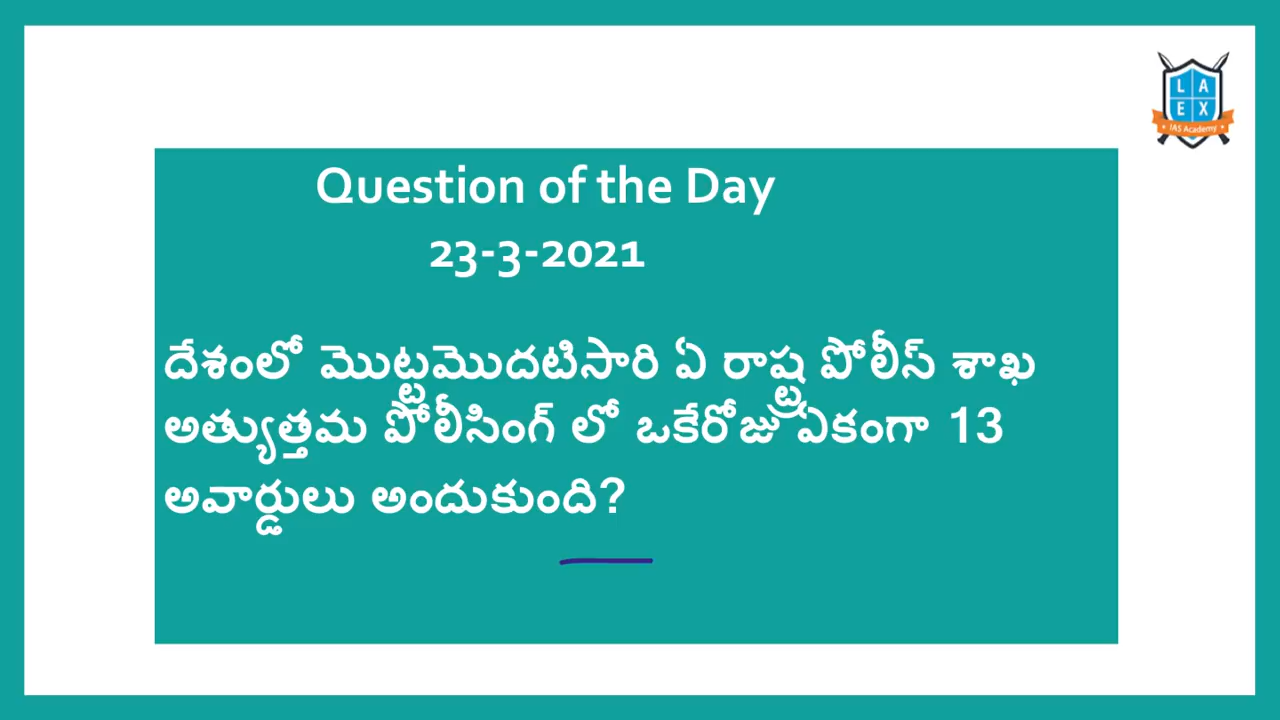 L A
E X
IAS Academy
Question of the Day
23-3-2021
దేశంలో మొట్టమొదటిసారి ఏ రాష్ట్ర పోలీస్ శాఖ
అత్యుత్తమ పోలీసింగ్ లో ఒకేరోజు ఏకంగా 13
అవార్డులు అందుకుంది?